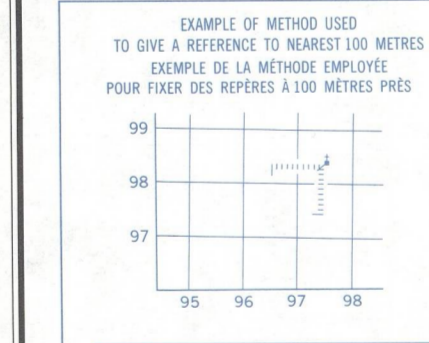 EXAMPLE OF METHOD USED
TO GIVE A REFERENCE TO NEAREST 100 METRES
EXEMPLE DE LA MÉTHODE EMPLOYÉE
POUR FIXER DES REPÈRES À 100 MÈTRES PRÈS
99
98
97
95 96 97 98